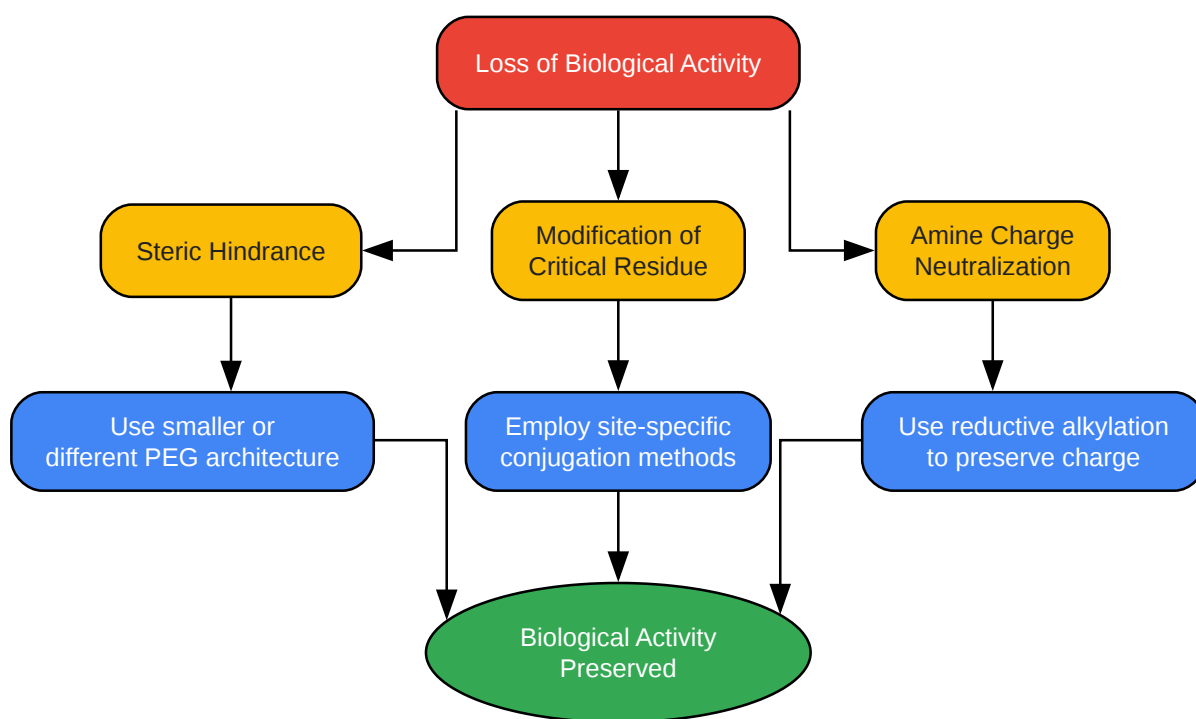 Loss of Biological Activity
Steric Hindrance
Modification of
Critical Residue
Amine Charge
Neutralization
Use smaller or
different PEG architecture
Employ site-specific
conjugation methods
Use reductive alkylation
to preserve charge
Biological Activity
Preserved